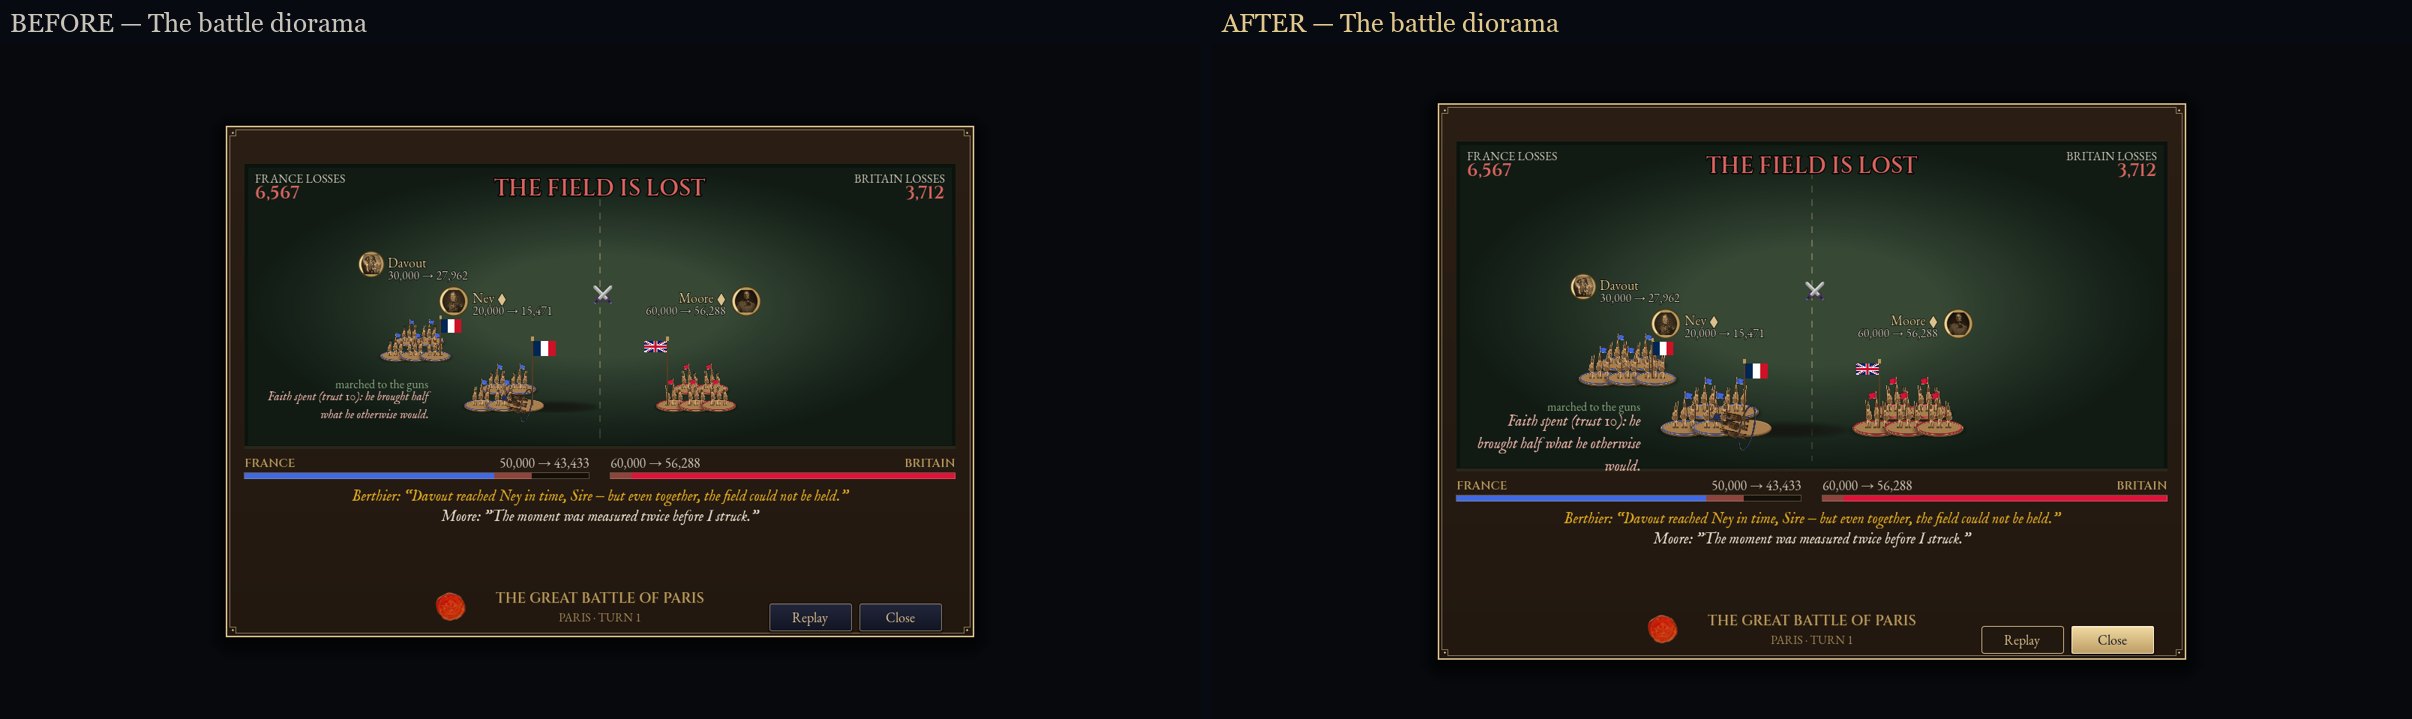 BEFORE — The battle diorama
FRANCE LOSSES
6,567
THE FIELD IS LOST
BRITAIN LOSSES
3,712
Davout
30,000 → 27,962
Ney
20,000 → 15,471
Moore
60,000 → 56,288
marched to the guns
Faith spent (trust 10): he brought half
what he otherwise would.
FRANCE
50,000 → 43,433
60,000 → 56,288
BRITAIN
Berthier: “Davout reached Ney in time, Sire — but even together, the field could not be held.”
Moore: ”The moment was measured twice before I struck.”
THE GREAT BATTLE OF PARIS
PARIS · TURN 1
Replay
Close
AFTER — The battle diorama
FRANCE LOSSES
6,567
THE FIELD IS LOST
BRITAIN LOSSES
3,712
Davout
30,000 → 27,962
Ney
20,000 → 15,471
Moore
60,000 → 56,288
marched to the guns
Faith spent (trust 10): he
brought half what he otherwise
would.
FRANCE
50,000 → 43,433
60,000 → 56,288
BRITAIN
Berthier: “Davout reached Ney in time, Sire — but even together, the field could not be held.”
Moore: ”The moment was measured twice before I struck.”
THE GREAT BATTLE OF PARIS
PARIS · TURN 1
Replay
Close